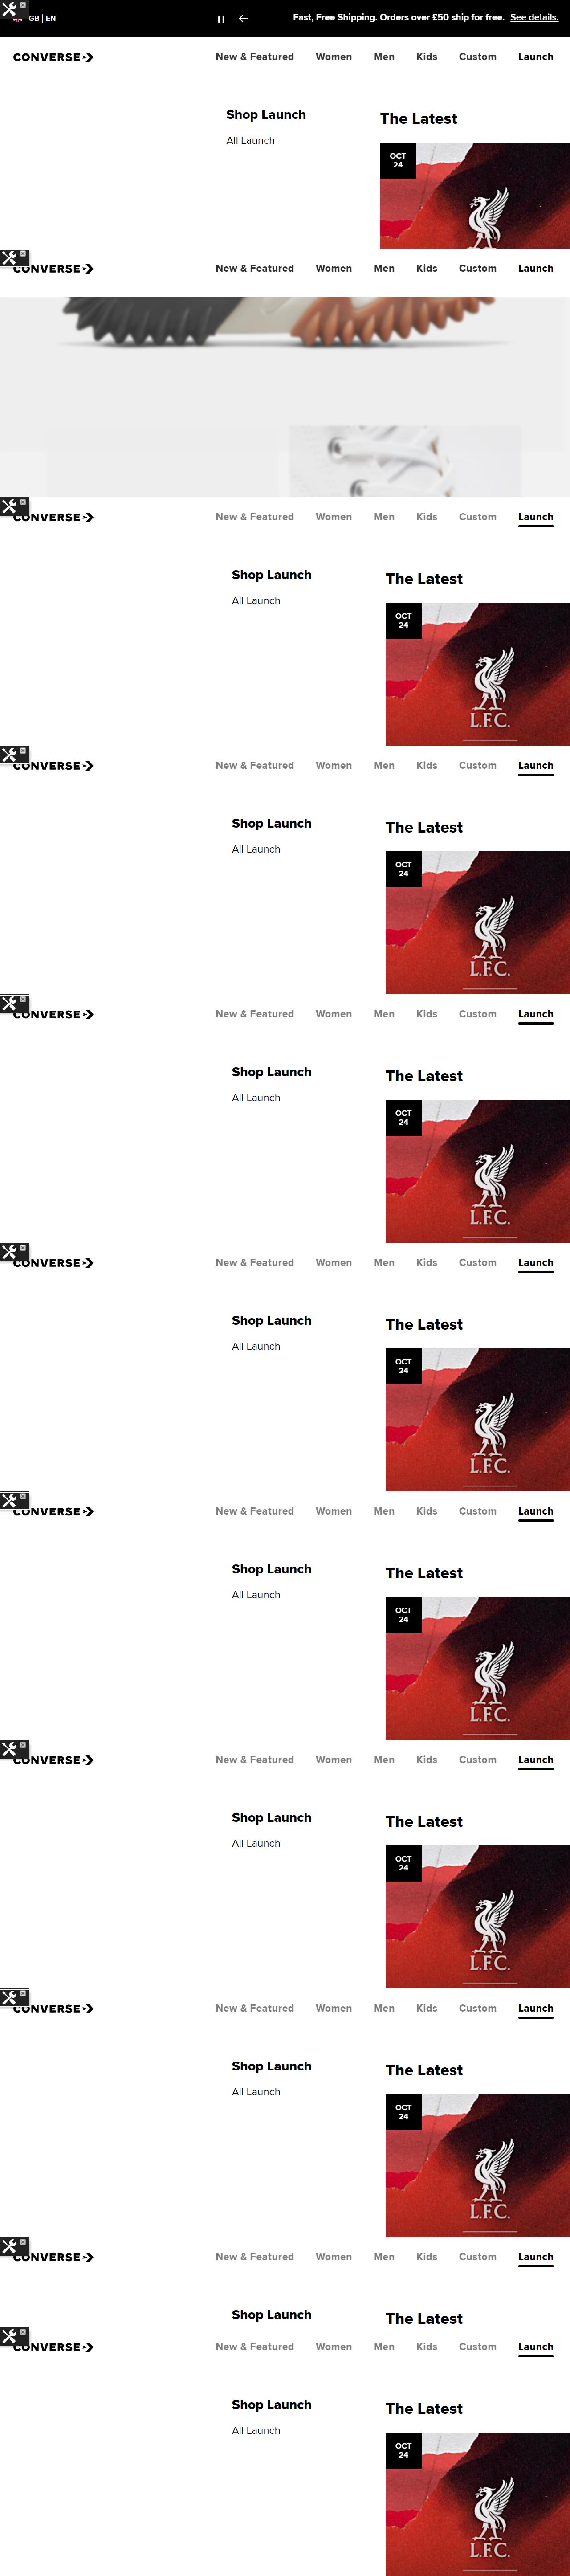 GB | EN
Fast, Free Shipping. Orders over £50 ship for free. See details.
CONVERSE
New & Featured Women Men Kids Custom Launch
Shop Launch
The Latest
All Launch
OCT
24
CONVERSE
New & Featured Women Men Kids Custom Launch
CONVERSE
New & Featured Women Men Kids Custom Launch
Shop Launch
The Latest
All Launch
OCT
24
L.F.C.
CONVERSE
New & Featured Women Men Kids Custom Launch
Shop Launch
The Latest
All Launch
OCT
24
L.F.C.
CONVERSE
New & Featured Women Men Kids Custom Launch
Shop Launch
The Latest
All Launch
OCT
24
L.F.C.
CONVERSE
New & Featured Women Men Kids Custom Launch
Shop Launch
The Latest
All Launch
OCT
24
L.F.C.
CONVERSE
New & Featured Women Men Kids Custom Launch
Shop Launch
The Latest
All Launch
OCT
24
L.F.C.
CONVERSE
New & Featured Women Men Kids Custom Launch
Shop Launch
The Latest
All Launch
OCT
24
L.F.C.
CONVERSE
New & Featured Women Men Kids Custom Launch
Shop Launch
The Latest
All Launch
OCT
24
L.F.C.
CONVERSE
New & Featured Women Men Kids Custom Launch
Shop Launch
The Latest
CONVERSE
New & Featured Women Men Kids Custom Launch
Shop Launch
The Latest
All Launch
OCT
24
L.F.C.